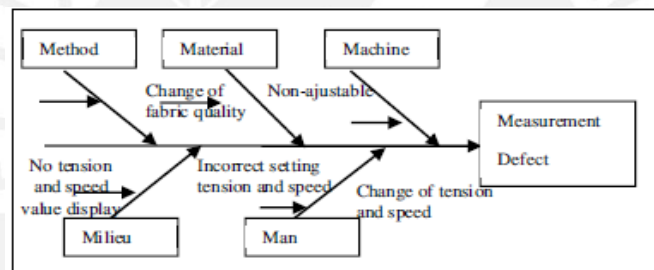 Method
Material
Machine
Change of
fabric quality
Non-ajustable
Measurement
Defect
No tension
and speed
value display
Incorrect setting
tension and speed
Change of tension
and speed
Milieu
Man